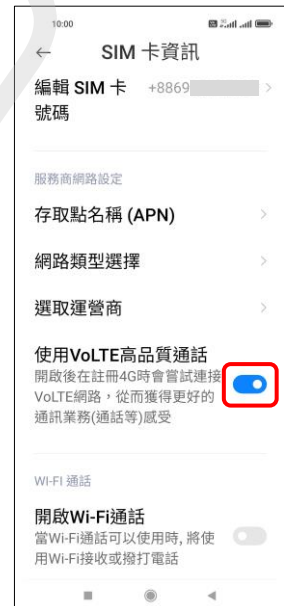 10:00
SIM 卡資訊
編輯 SIM 卡 +8869
號碼
服務商網路設定
存取點名稱 (APN)
網路類型選擇
選取運營商
使用VoLTE高品質通話
開啟後在註冊4G時會嘗試連接
VoLTE網路，從而獲得更好的
通訊業務(通話等)感受
WI-FI 通話
開啟Wi-Fi通話
當Wi-Fi通話可以使用時, 將使
用Wi-Fi接收或撥打電話